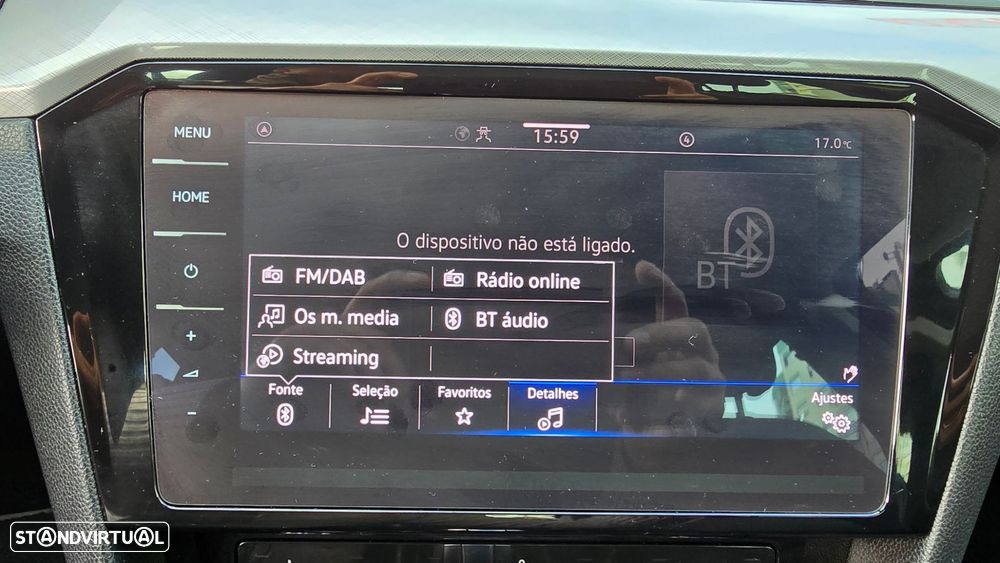 MENU
HOME
15:59
4
17.0°C
O dispositivo não está ligado.
BT
FM/DAB
Rádio online
Os m. media
BT áudio
Streaming
Fonte
Seleção
Favoritos
Detalhes
Ajustes
STANDVIRTUAL